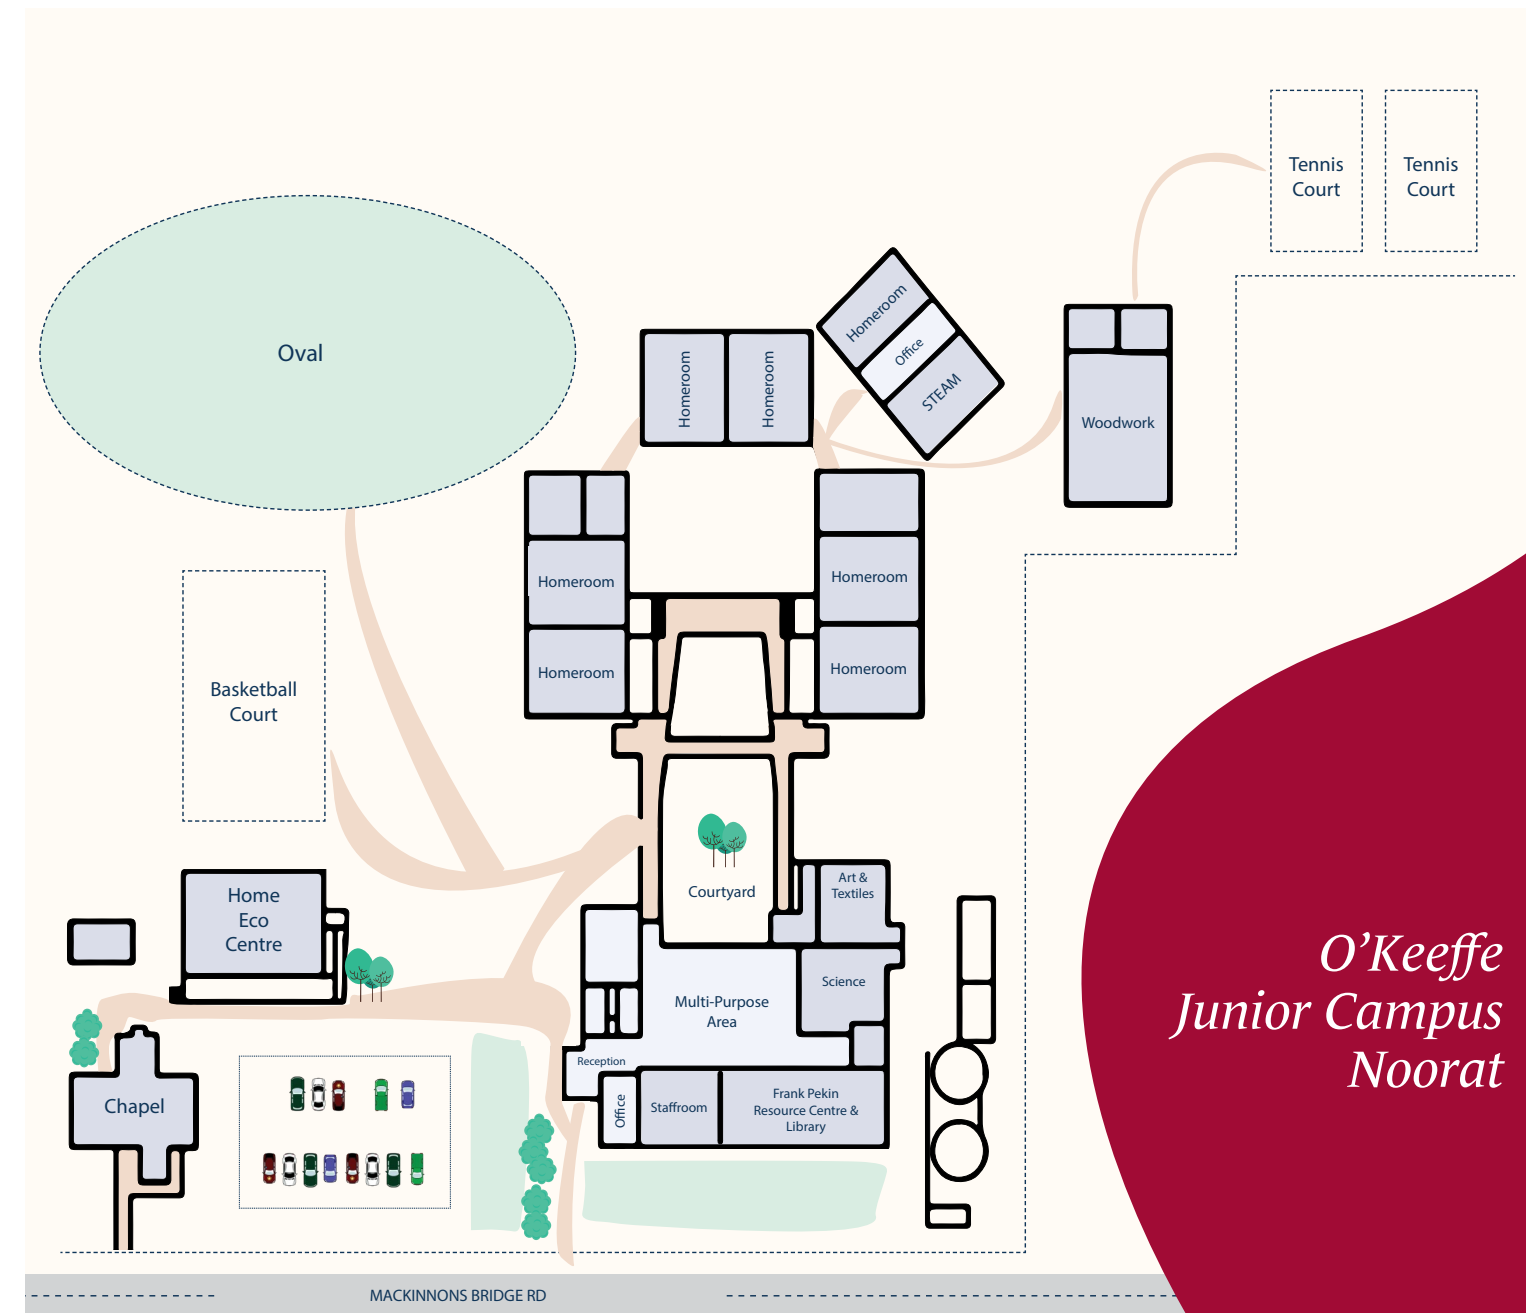 Tennis
Court
Tennis
Court
Homeroom
Office
STEAM
Oval
Homeroom
Homeroom
Woodwork
Homeroom
Homeroom
Homeroom
Homeroom
Basketball
Court
Art &
Textiles
Courtyard
Home
Eco
Centre
Science
Multi-Purpose
Area
O’Keeffe
Junior Campus
Noorat
Reception
Chapel
Office
Staffroom
Frank Pekin
Resource Centre &
Library
MACKINNONS BRIDGE RD